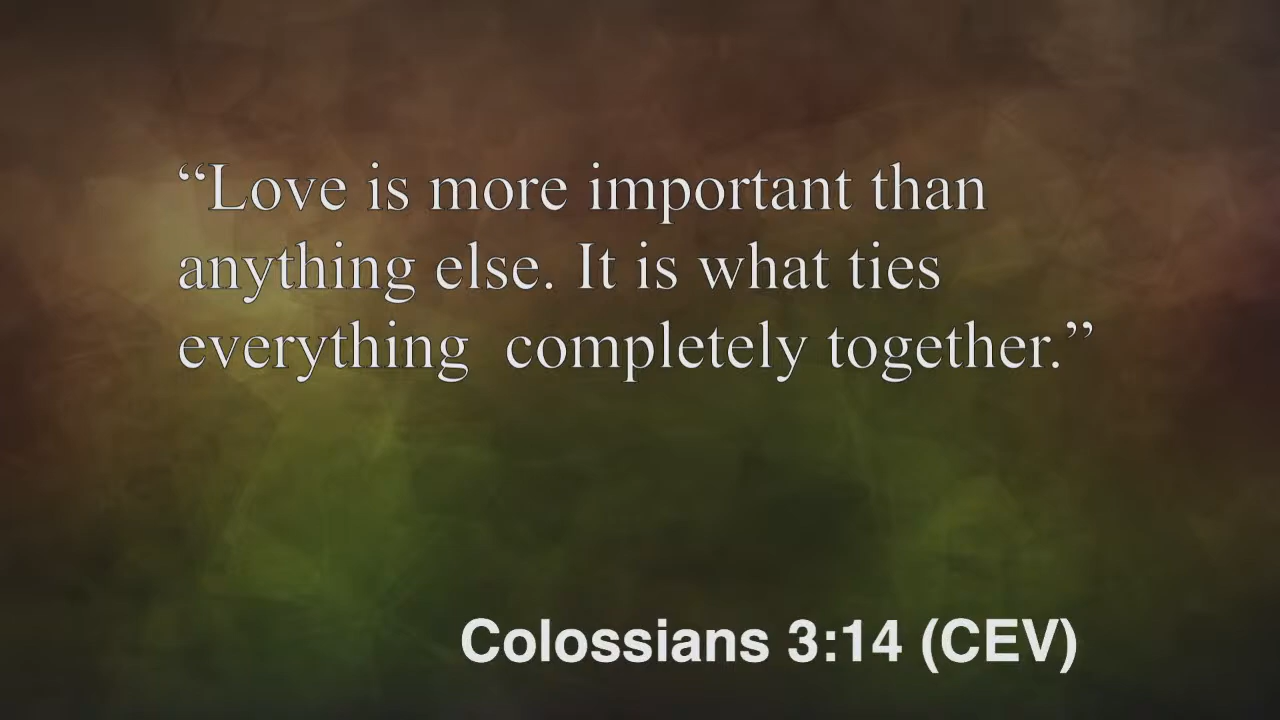 “Love is more important than
anything else. It is what ties
everything  completely together.”
Colossians 3:14 (CEV)